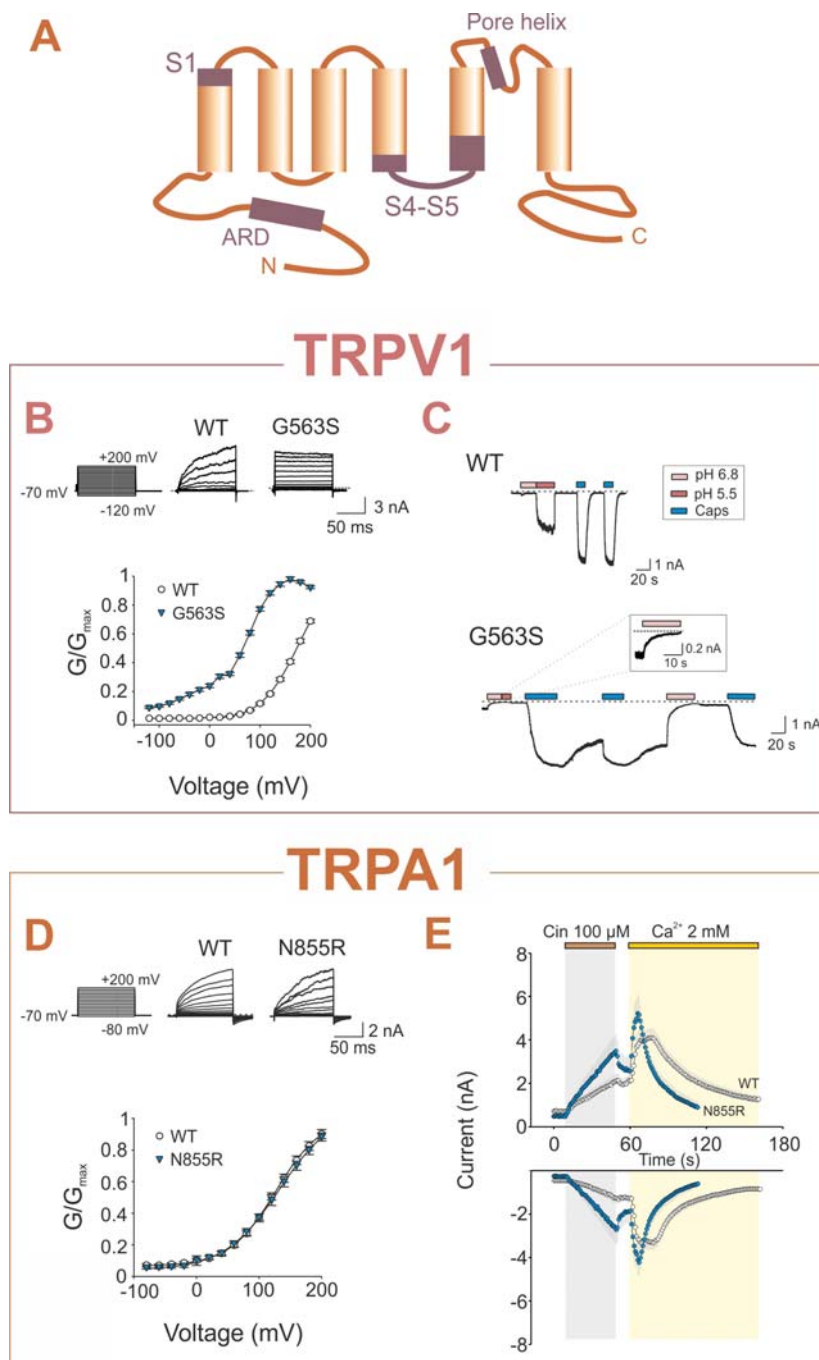 A
S1
Pore helix
S4-S5
ARD
N
C
TRPV1
B
WT
G563S
+200 mV
-70 mV
-120 mV
3 nA
50 ms
WT
G563S
G/Gmax
1
0.8
0.6
0.4
0.2
0
-100
0
100
200
Voltage (mV)
C
WT
pH 6.8
pH 5.5
Caps
1 nA
20 s
G563S
0.2 nA
10 s
1 nA
20 s
TRPA1
D
WT
N855R
+200 mV
-70 mV
-80 mV
2 nA
50 ms
WT
N855R
G/Gmax
1
0.8
0.6
0.4
0.2
0
-100
0
100
200
Voltage (mV)
E
Cin 100 µM
Ca2+ 2 mM
8
6
4
2
0
WT
N855R
0
60
120
180
Time (s)
Current (nA)
-2
-4
-6
-8